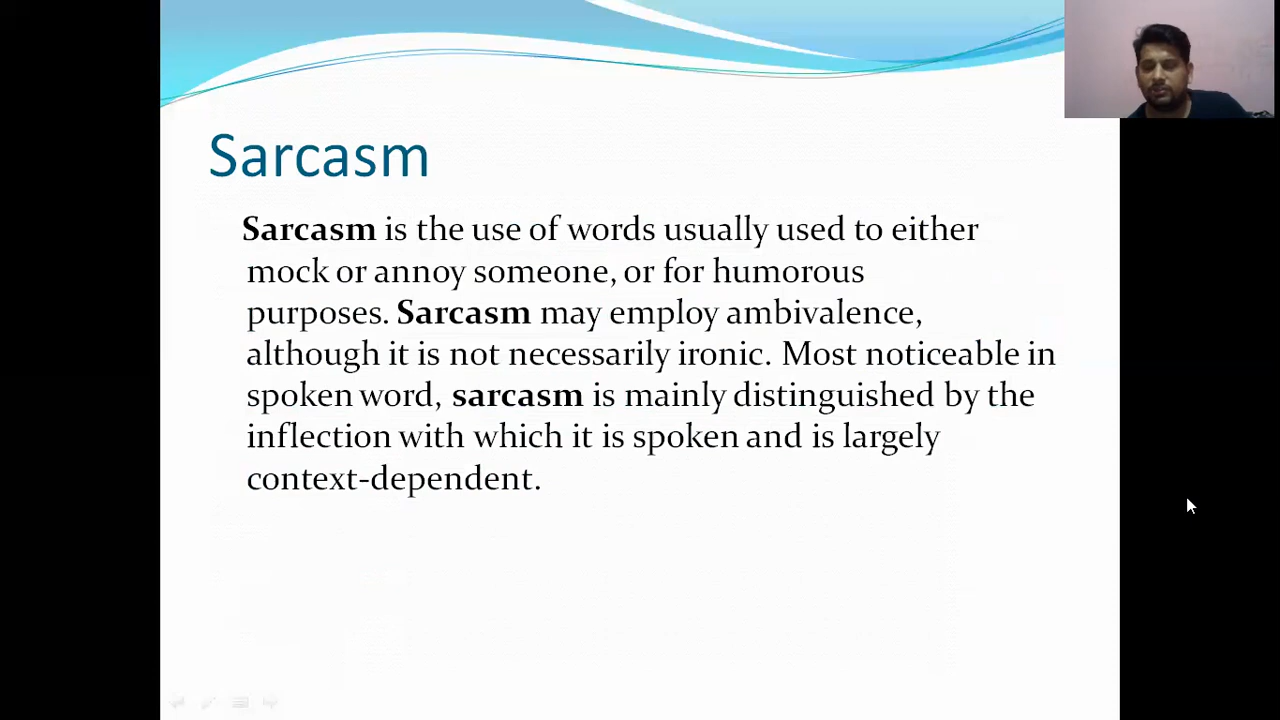 Sarcasm
Sarcasm is the use of words usually used to either
mock or annoy someone, or for humorous
purposes. Sarcasm may employ ambivalence,
although it is not necessarily ironic. Most noticeable in
spoken word, sarcasm is mainly distinguished by the
inflection with which it is spoken and is largely
context-dependent.